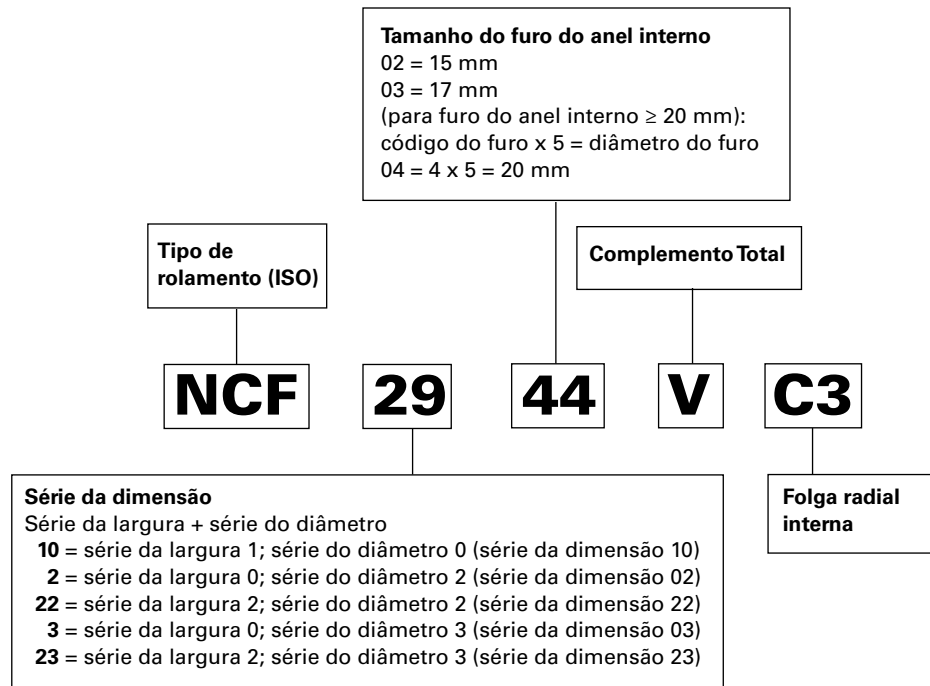 Tamanho do furo do anel interno
02 = 15 mm
03 = 17 mm
(para furo do anel interno ≥ 20 mm):
código do furo x 5 = diâmetro do furo
04 = 4 x 5 = 20 mm
Tipo de
rolamento (ISO)
Complemento Total
NCF 29 44 V C3
Série da dimensão
Série da largura + série do diâmetro
10 = série da largura 1; série do diâmetro 0 (série da dimensão 10)
2 = série da largura 0; série do diâmetro 2 (série da dimensão 02)
22 = série da largura 2; série do diâmetro 2 (série da dimensão 22)
3 = série da largura 0; série do diâmetro 3 (série da dimensão 03)
23 = série da largura 2; série do diâmetro 3 (série da dimensão 23)
Folga radial
interna